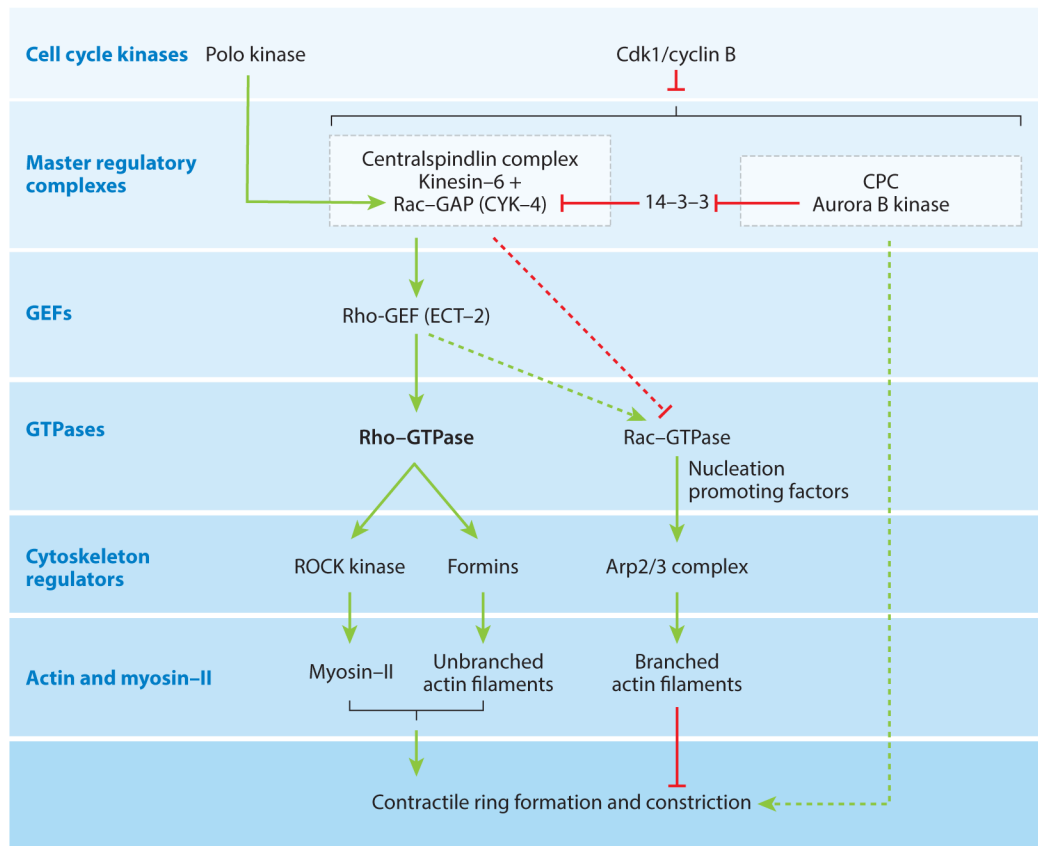 Cell cycle kinases
Polo kinase
Cdk1/cyclin B
Master regulatory
complexes
Centralspindlin complex
Kinesin–6 +
Rac–GAP (CYK–4)
14–3–3
CPC
Aurora B kinase
GEFs
Rho-GEF (ECT–2)
GTPases
Rho–GTPase
Rac–GTPase
Nucleation
promoting factors
Cytoskeleton
regulators
ROCK kinase
Formins
Arp2/3 complex
Actin and myosin–II
Myosin–II
Unbranched
actin filaments
Branched
actin filaments
Contractile ring formation and constriction